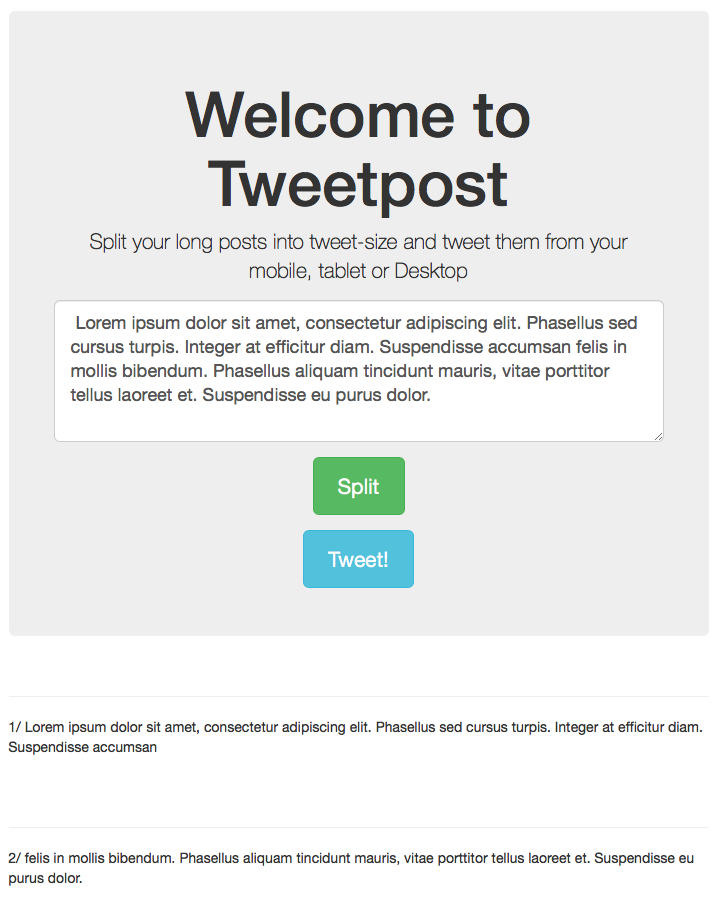 Welcome to
Tweetpost
Split your long posts into tweet-size and tweet them from your
mobile, tablet or Desktop
Lorem ipsum dolor sit amet, consectetur adipiscing elit. Phasellus sed
cursus turpis. Integer at efficitur diam. Suspendisse accumsan felis in
mollis bibendum. Phasellus aliquam tincidunt mauris, vitae porttitor
tellus laoreet et. Suspendisse eu purus dolor.
Split
Tweet!
1/ Lorem ipsum dolor sit amet, consectetur adipiscing elit. Phasellus sed cursus turpis. Integer at efficitur diam.
Suspendisse accumsan
2/ felis in mollis bibendum. Phasellus aliquam tincidunt mauris, vitae porttitor tellus laoreet et. Suspendisse eu
purus dolor.